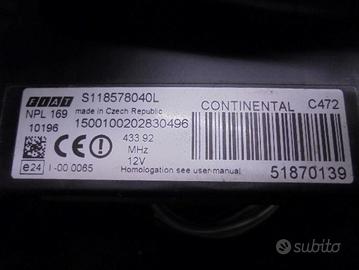 FIAT S118578040L CONTINENTAL C472
NPL 169 made in Czech Republic
10196 1500100202830496
CE 433 92
MHz
12V
e24 I-00 0065 Homologation see user manual 51870139
subito